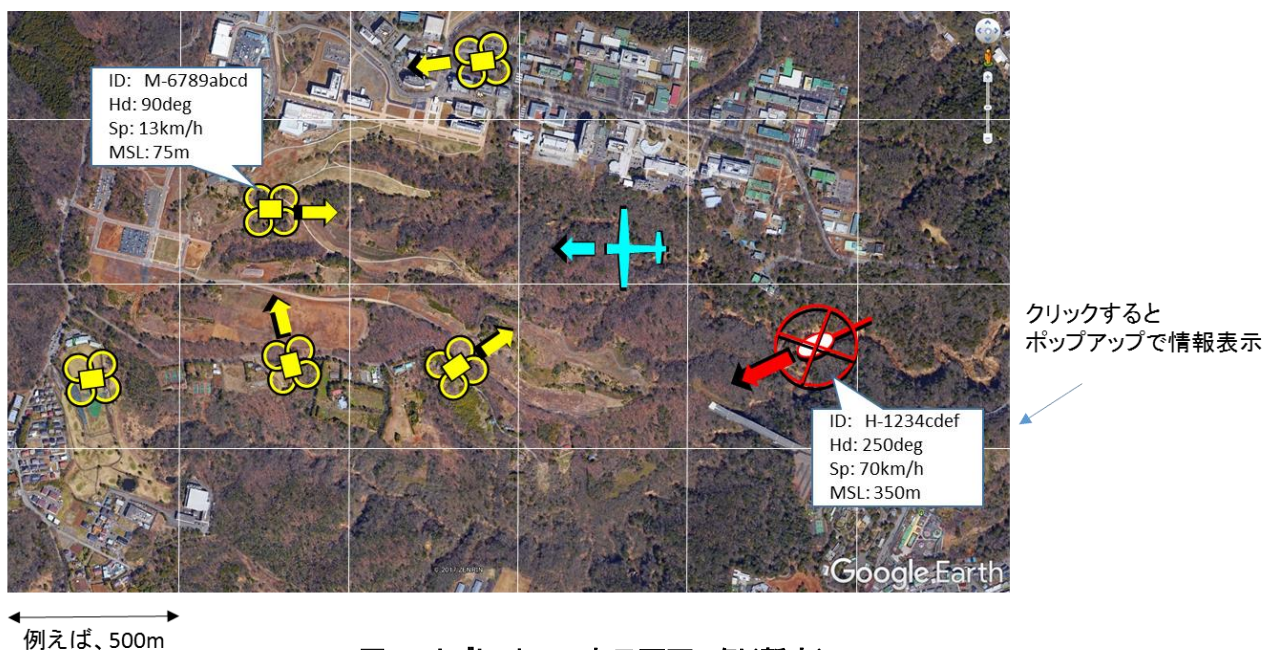 ID: M-6789abcd
Hd: 90deg
Sp: 13km/h
MSL: 75m
クリックすると
ポップアップで情報表示
ID: H-1234cdef
Hd: 250deg
Sp: 70km/h
MSL: 350m
© 2017 ZENRIN
Google Earth
例えば、500m